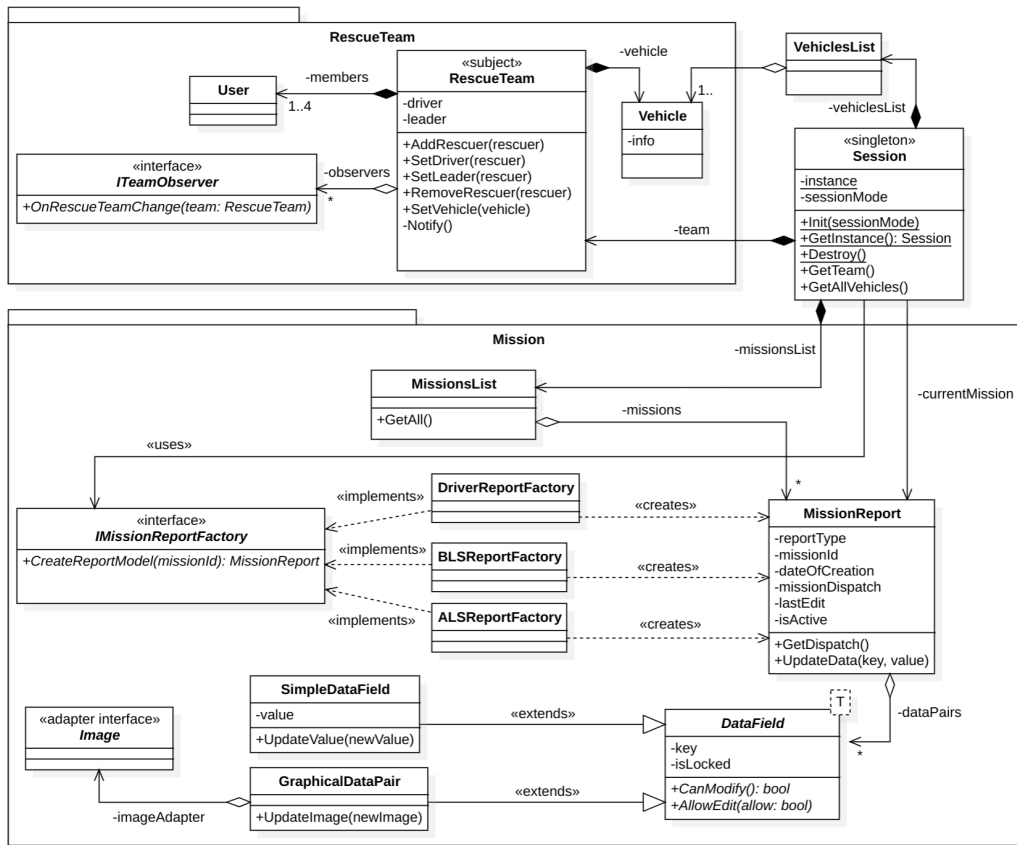 RescueTeam
«subject»
RescueTeam
-driver
-leader
+AddRescuer(rescuer)
+SetDriver(rescuer)
+SetLeader(rescuer)
+RemoveRescuer(rescuer)
+SetVehicle(vehicle)
-Notify()
User
-members
1..4
«interface»
ITeamObserver
+OnRescueTeamChange(team: RescueTeam)
-observers
*
-vehicle
Vehicle
-info
1..
VehiclesList
-vehiclesList
«singleton»
Session
-instance
-sessionMode
+Init(sessionMode)
+GetInstance(): Session
+Destroy()
+GetTeam()
+GetAllVehicles()
-team
Mission
-missionsList
MissionsList
+GetAll()
-missions
*
-currentMission
«uses»
«interface»
IMissionReportFactory
+CreateReportModel(missionId): MissionReport
«implements»
«implements»
«implements»
DriverReportFactory
BLSReportFactory
ALSReportFactory
«creates»
«creates»
«creates»
MissionReport
-reportType
-missionId
-dateOfCreation
-missionDispatch
-lastEdit
-isActive
+GetDispatch()
+UpdateData(key, value)
-dataPairs
*
SimpleDataField
-value
+UpdateValue(newValue)
«extends»
T
DataField
-key
-isLocked
+CanModify(): bool
+AllowEdit(allow: bool)
«adapter interface»
Image
-imageAdapter
GraphicalDataPair
+UpdateImage(newImage)
«extends»